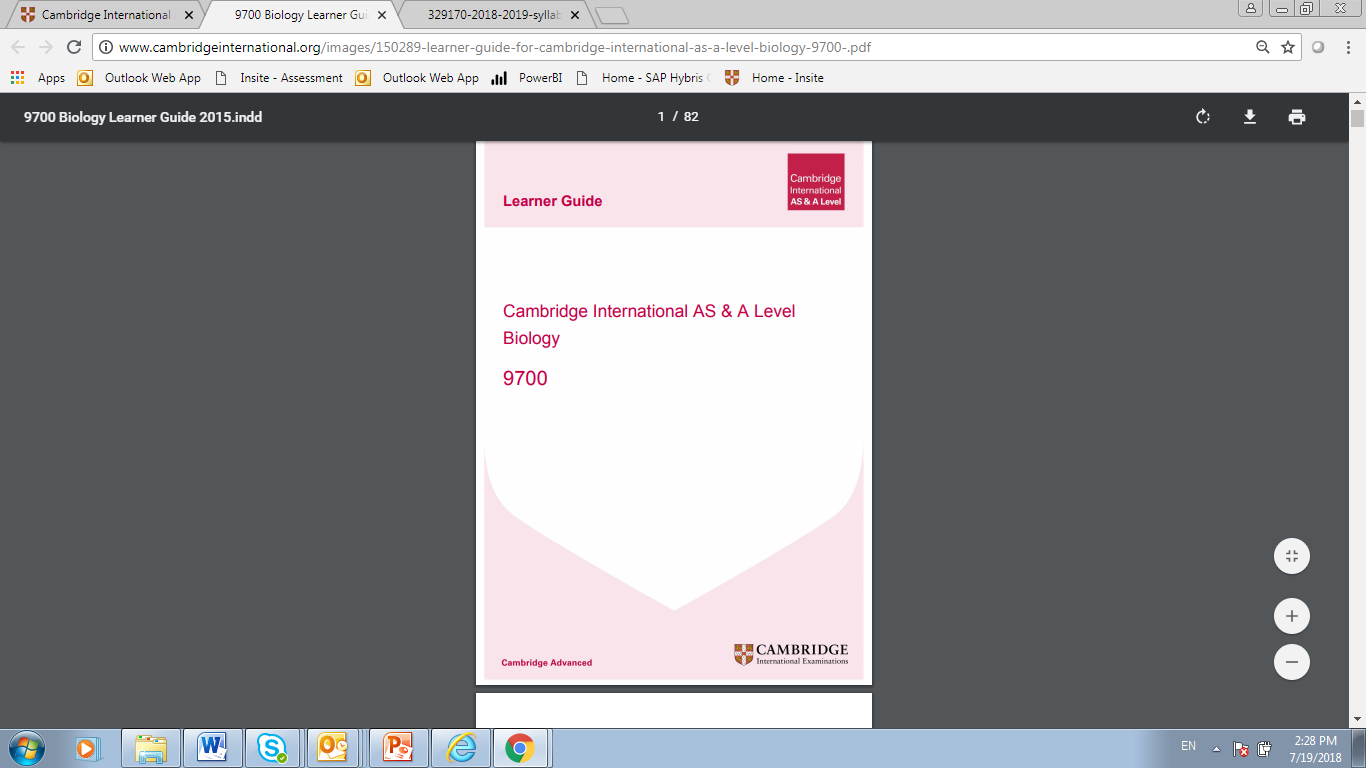 Cambridge International
9700 Biology Learner Gui
329170-2018-2019-syllab
www.cambridgeinternational.org/images/150289-learner-guide-for-cambridge-international-as-a-level-biology-9700-.pdf
Apps Outlook Web App Insite - Assessment Outlook Web App PowerBI Home - SAP Hybris Home - Insite
9700 Biology Learner Guide 2015.indd 1 / 82
Cambridge
International
AS & A Level
Learner Guide
Cambridge International AS & A Level
Biology
9700
Cambridge Advanced
CAMBRIDGE
International Examinations
EN
2:28 PM
7/19/2018